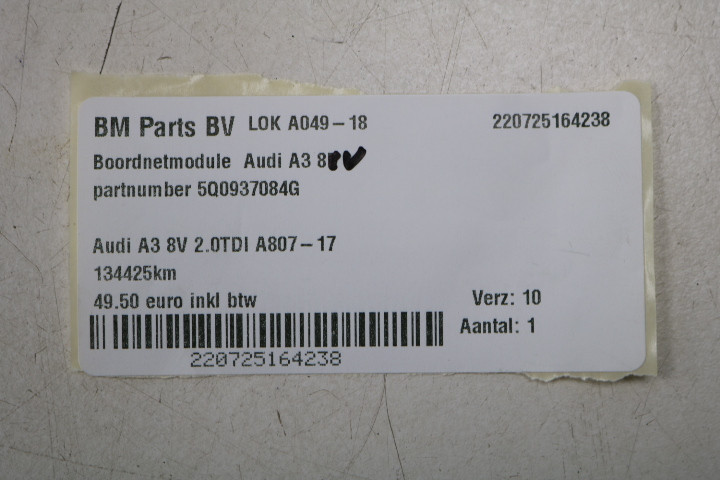 BM Parts BV LOK A049-18 220725164238
Boordnetmodule Audi A3 8V
partnumber 5Q0937084G
Audi A3 8V 2.0TDI A807-17
134425km
49.50 euro inkl btw Verz: 10
Aantal: 1
220725164238